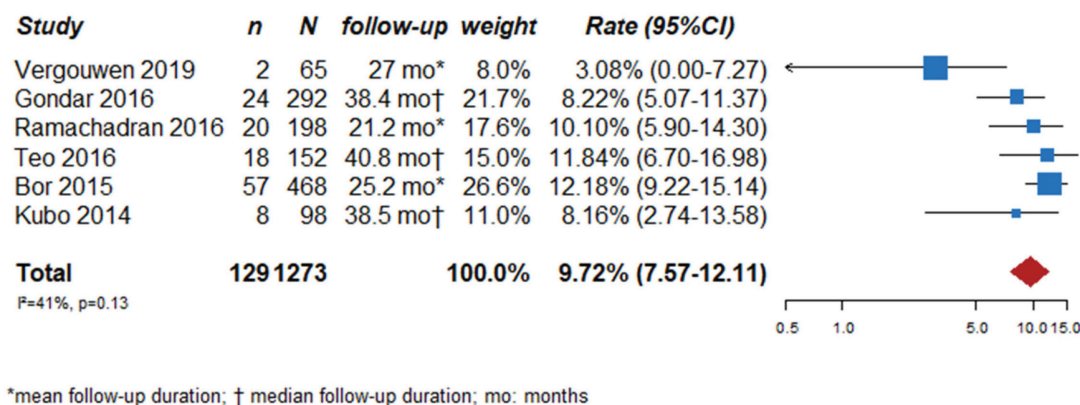 Study n N follow-up weight Rate (95%CI)
Vergouwen 2019 2 65 27 mo* 8.0% 3.08% (0.00-7.27)
Gondar 2016 24 292 38.4 mo† 21.7% 8.22% (5.07-11.37)
Ramachadran 2016 20 198 21.2 mo* 17.6% 10.10% (5.90-14.30)
Teo 2016 18 152 40.8 mo† 15.0% 11.84% (6.70-16.98)
Bor 2015 57 468 25.2 mo* 26.6% 12.18% (9.22-15.14)
Kubo 2014 8 98 38.5 mo† 11.0% 8.16% (2.74-13.58)
Total 129 1273 100.0% 9.72% (7.57-12.11)
I²=41%, p=0.13
0.5 1.0 5.0 10.0 15.0
*mean follow-up duration; † median follow-up duration; mo: months